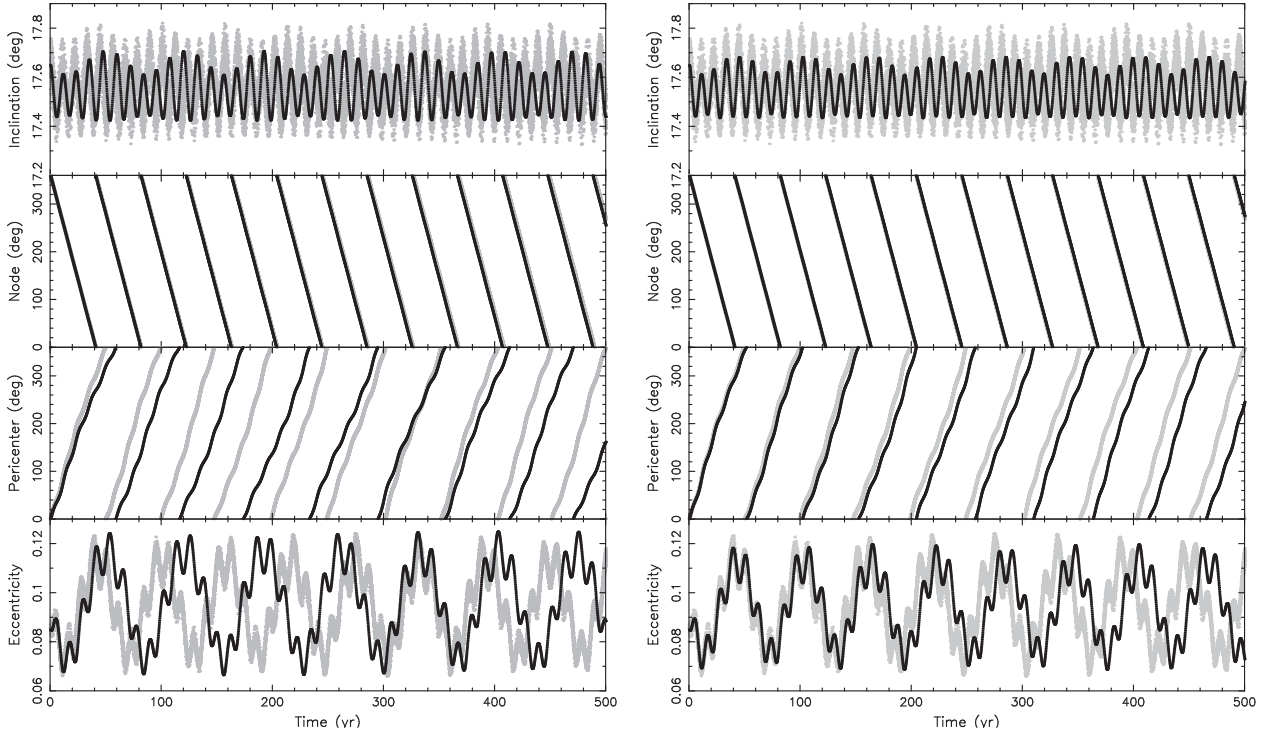 17.8
17.6
17.4
17.2
Inclination (deg)
300
200
100
0
Node (deg)
300
200
100
0
Pericenter (deg)
0.12
0.1
0.08
0.06
Eccentricity
0 100 200 300 400 500
Time (yr)
17.8
17.6
17.4
17.2
Inclination (deg)
300
200
100
0
Node (deg)
300
200
100
0
Pericenter (deg)
0.12
0.1
0.08
0.06
Eccentricity
0 100 200 300 400 500
Time (yr)